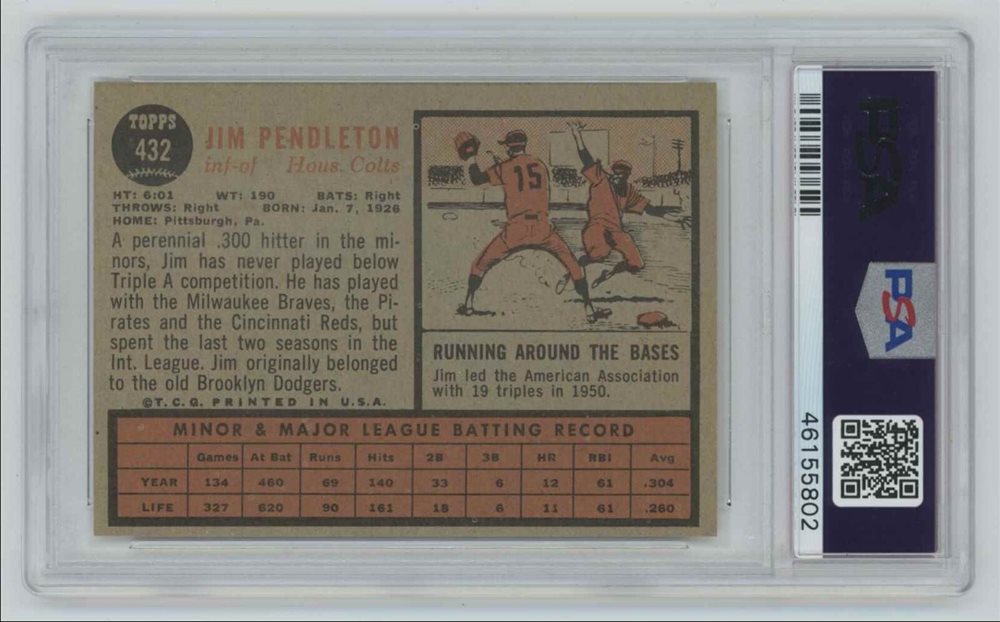 TOPPS
432
JIM PENDLETON
inf-of Hous. Colts
HT: 6:01 WT: 190 BATS: Right
THROWS: Right BORN: Jan. 7, 1926
HOME: Pittsburgh, Pa.
A perennial .300 hitter in the mi-
nors, Jim has never played below
Triple A competition. He has played
with the Milwaukee Braves, the Pi-
rates and the Cincinnati Reds, but
spent the last two seasons in the
Int. League. Jim originally belonged
to the old Brooklyn Dodgers.
©T.C.G. PRINTED IN U.S.A.
15
RUNNING AROUND THE BASES
Jim led the American Association
with 19 triples in 1950.
MINOR & MAJOR LEAGUE BATTING RECORD
Games At Bat Runs Hits 2B 3B HR RBI Avg
YEAR 134 460 69 140 33 6 12 61 .304
LIFE 327 620 90 161 18 6 11 61 .260
PSA
PSA
46155802